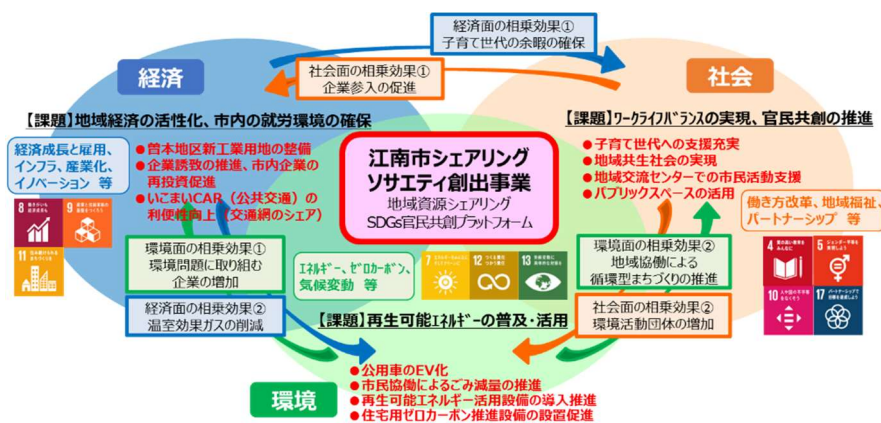 経済面の相乗効果①
子育て世代の余暇の確保
社会面の相乗効果①
企業参入の促進
経済
社会
【課題】地域経済の活性化、市内の就労環境の確保
【課題】ワークライフバランスの実現、官民共創の推進
経済成長と雇用、
インフラ、産業化、
イノベーション 等
●曽本地区新工業用地の整備
●企業誘致の推進、市内企業の
再投資促進
●いこまいCAR（公共交通）の
利便性向上（交通網のシェア）
江南市シェアリング
ソサエティ創出事業
地域資源シェアリング
SDGs官民共創プラットフォーム
●子育て世代への支援充実
●地域共生社会の実現
●地域交流センターでの市民活動支援
●パブリックスペースの活用
働き方改革、地域福祉、
パートナーシップ 等
8
9
11
環境面の相乗効果①
環境問題に取り組む
企業の増加
経済面の相乗効果②
温室効果ガスの削減
エネルギー、ゼロカーボン、
気候変動 等
7
12
13
環境面の相乗効果②
地域協働による
循環型まちづくりの推進
社会面の相乗効果②
環境活動団体の増加
4
5
10
17
【課題】再生可能エネルギーの普及・活用
環境
●公用車のEV化
●市民協働によるごみ減量の推進
●再生可能エネルギー活用設備の導入推進
●住宅用ゼロカーボン推進設備の設置促進